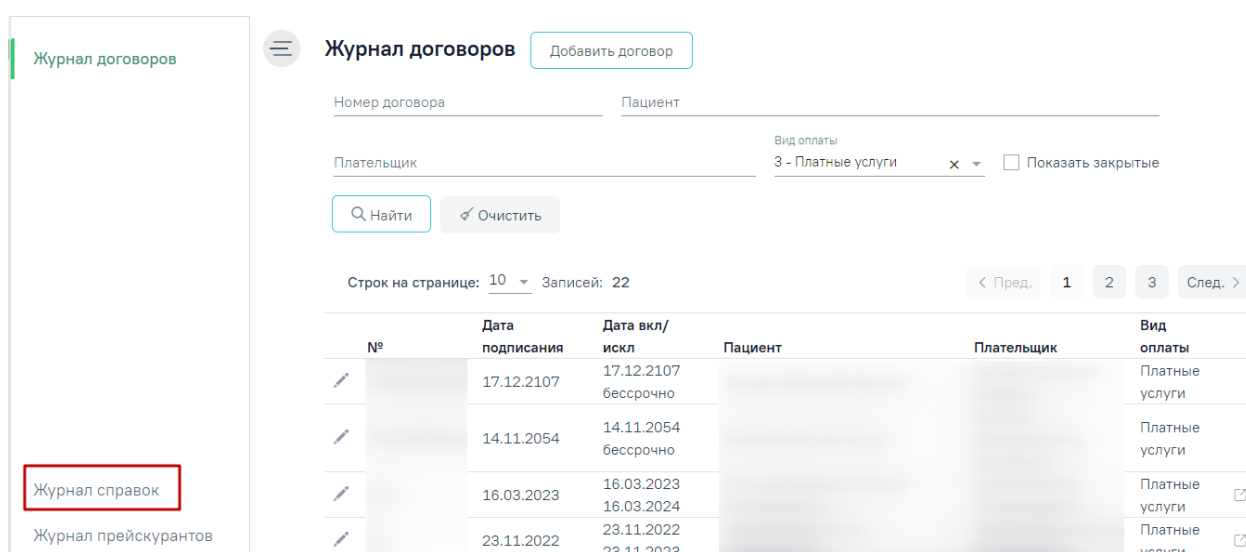 Журнал договоров
Журнал справок
Журнал прейскурантов
Журнал договоров
Добавить договор
Номер договора
Пациент
Плательщик
Вид оплаты
3 - Платные услуги
Показать закрытые
Найти
Очистить
Строк на странице: 10 Записей: 22
< Пред. 1 2 3 След. >
№ Дата подписания Дата вкл/ искл Пациент Плательщик Вид оплаты
17.12.2107 17.12.2107 бессрочно Платные услуги
14.11.2054 14.11.2054 бессрочно Платные услуги
16.03.2023 16.03.2023 16.03.2024 Платные услуги
23.11.2022 23.11.2022 23.11.2023 Платные услуги